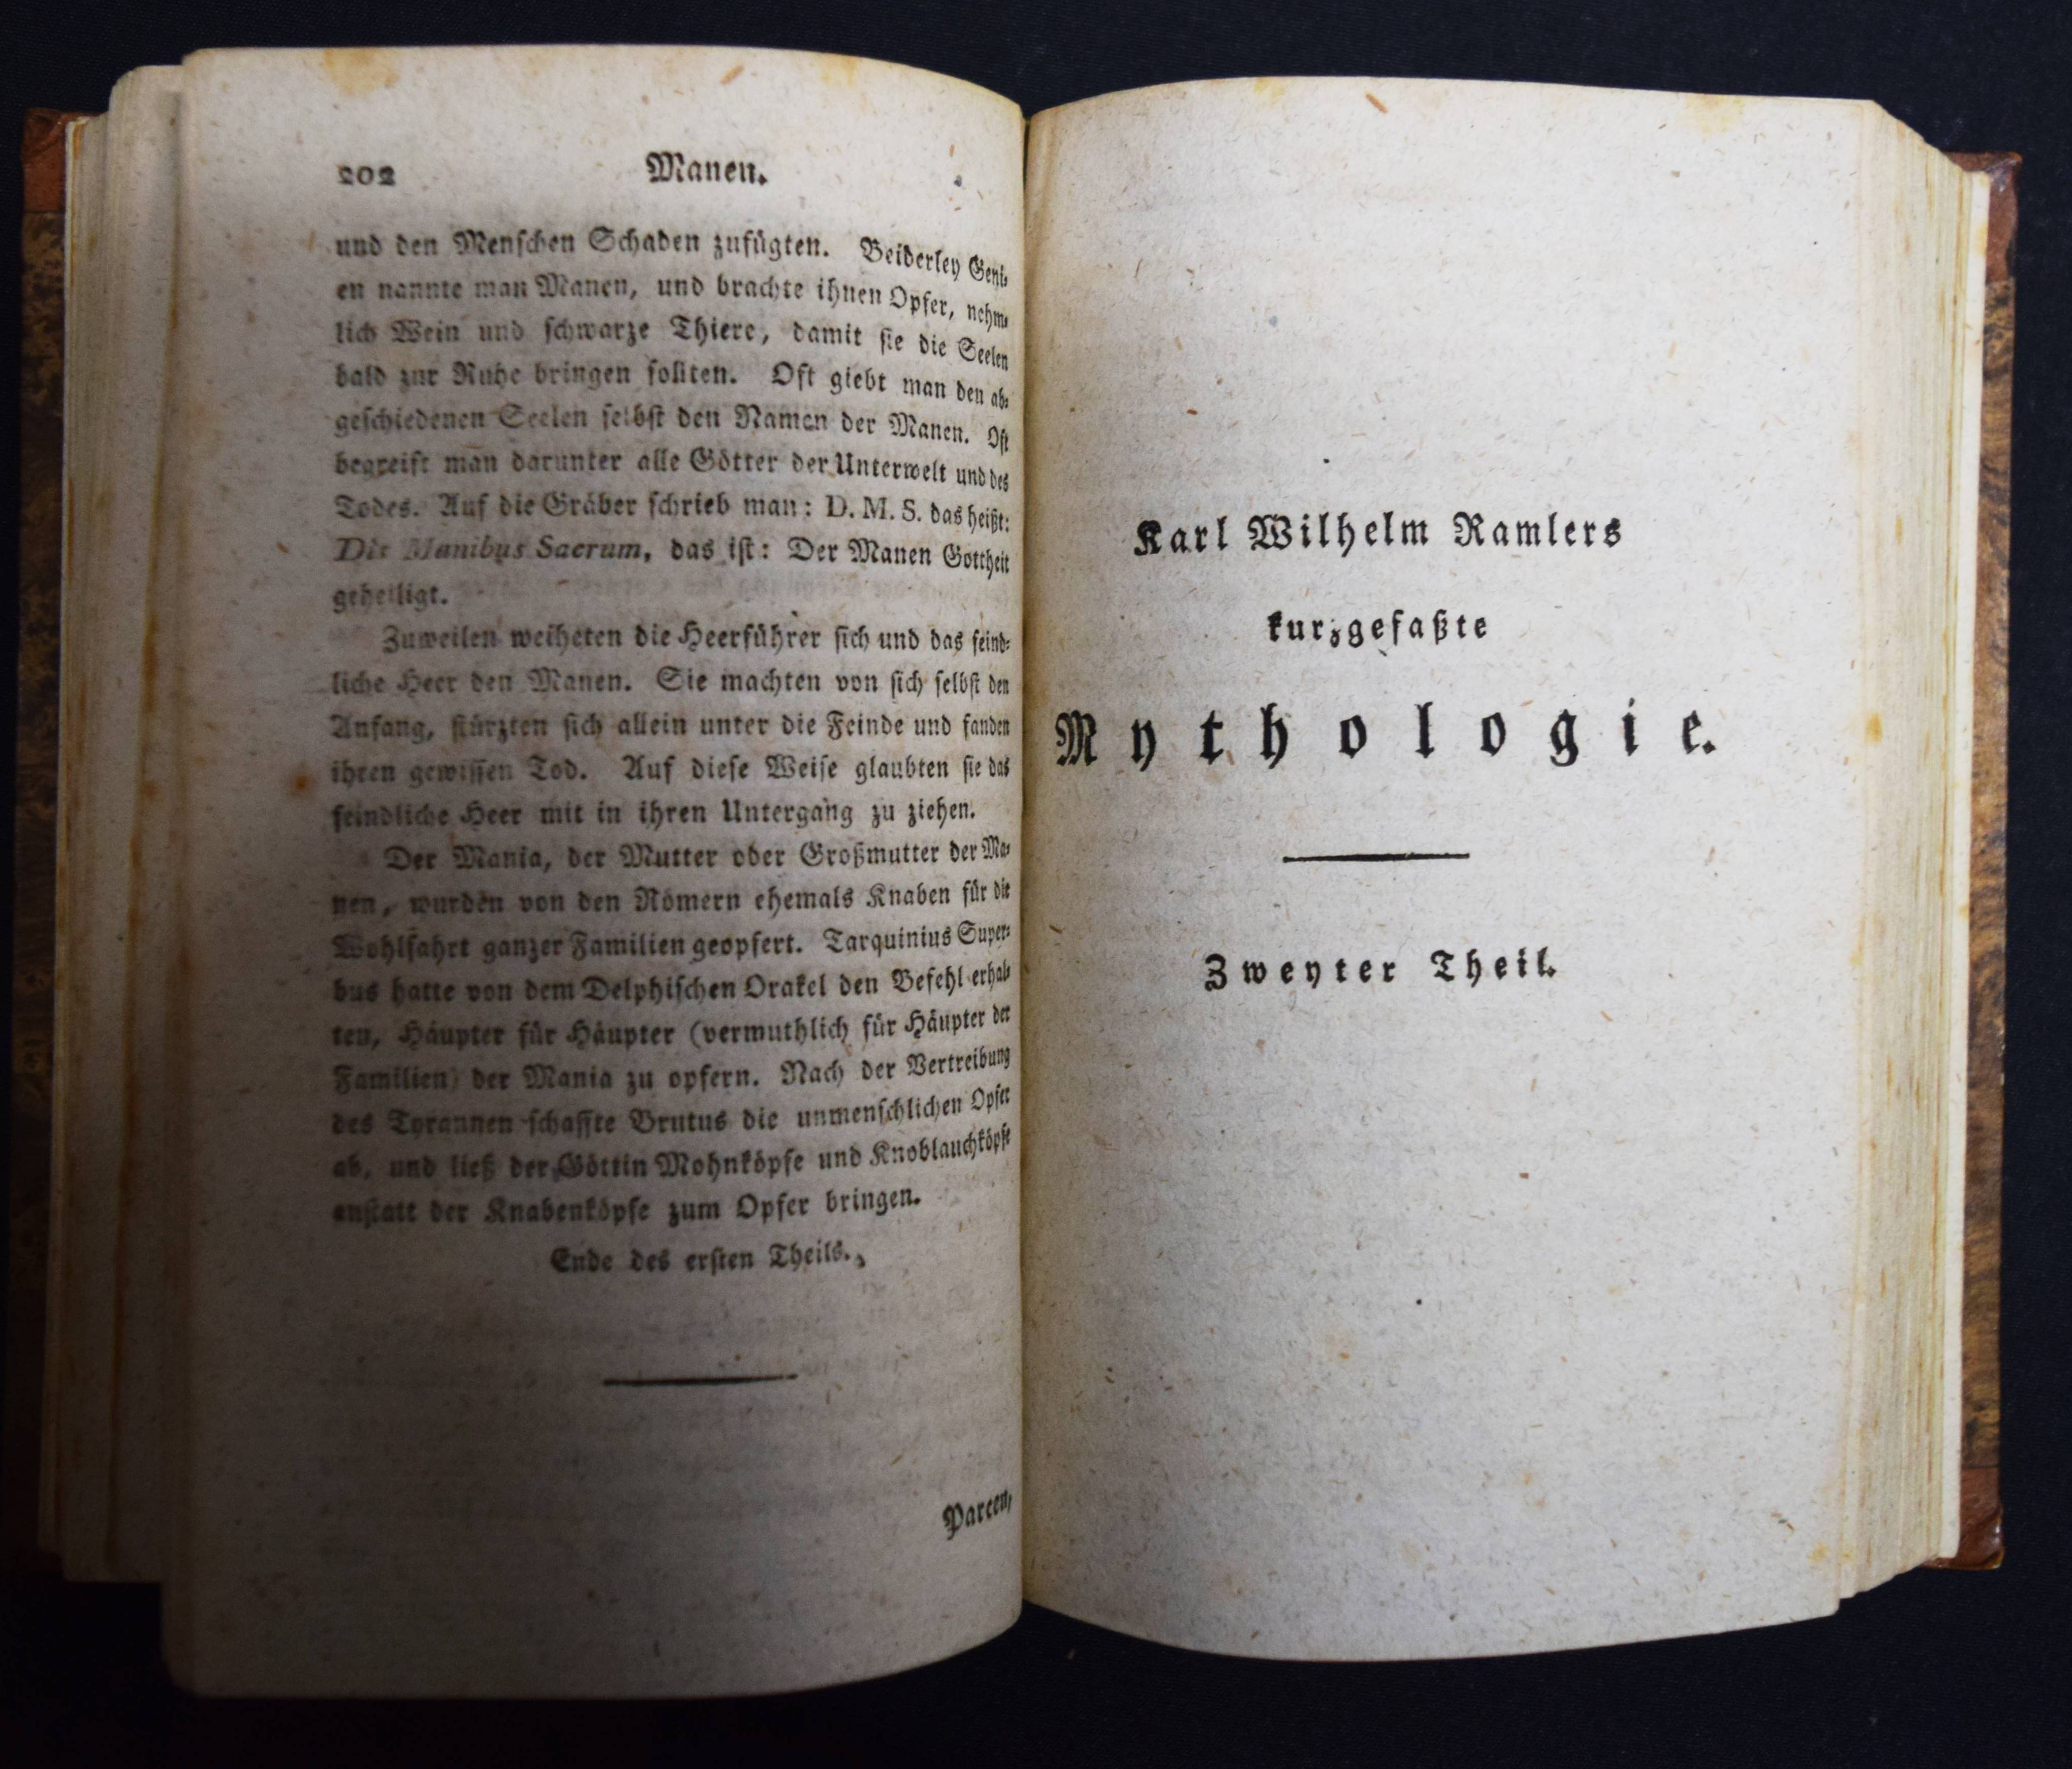 202
Manen.
und den Menschen Schaden zufügten. Beiderley Geni-
en nannte man Manen, und brachte ihnen Opfer, nehm-
lich Wein und schwarze Thiere, damit sie die Seelen
bald zur Ruhe bringen sollten. Oft giebt man den ab-
geschiedenen Seelen selbst den Namen der Manen. Oft
begreift man darunter alle Götter der Unterwelt und des
Todes. Auf die Gräber schrieb man: D. M. S. das heißt:
Dis Manibus Sacrum, das ist: Der Manen Gottheit
geheiligt.
Zuweilen weiheten die Heerführer sich und das feind-
liche Heer den Manen. Sie machten von sich selbst den
Anfang, stürzten sich allein unter die Feinde und fanden
ihren gewissen Tod. Auf diese Weise glaubten sie das
feindliche Heer mit in ihren Untergang zu ziehen.
Der Mania, der Mutter oder Großmutter der Ma-
nen, wurden von den Römern ehemals Knaben für die
Wohlfahrt ganzer Familien geopfert. Tarquinius Super-
bus hatte von dem Delphischen Orakel den Befehl erhal-
ten, Häupter für Häupter (vermuthlich für Häupter der
Familien) der Mania zu opfern. Nach der Vertreibung
des Tyrannen schaffte Brutus die unmenschlichen Opfer
ab, und ließ der Göttin Mohnköpfe und Knoblauchköpfe
anstatt der Knabenköpfe zum Opfer bringen.
Ende des ersten Theils.
Parcen,
Karl Wilhelm Ramlers
kurzgefaßte
Mythologie.
Zweyter Theil.